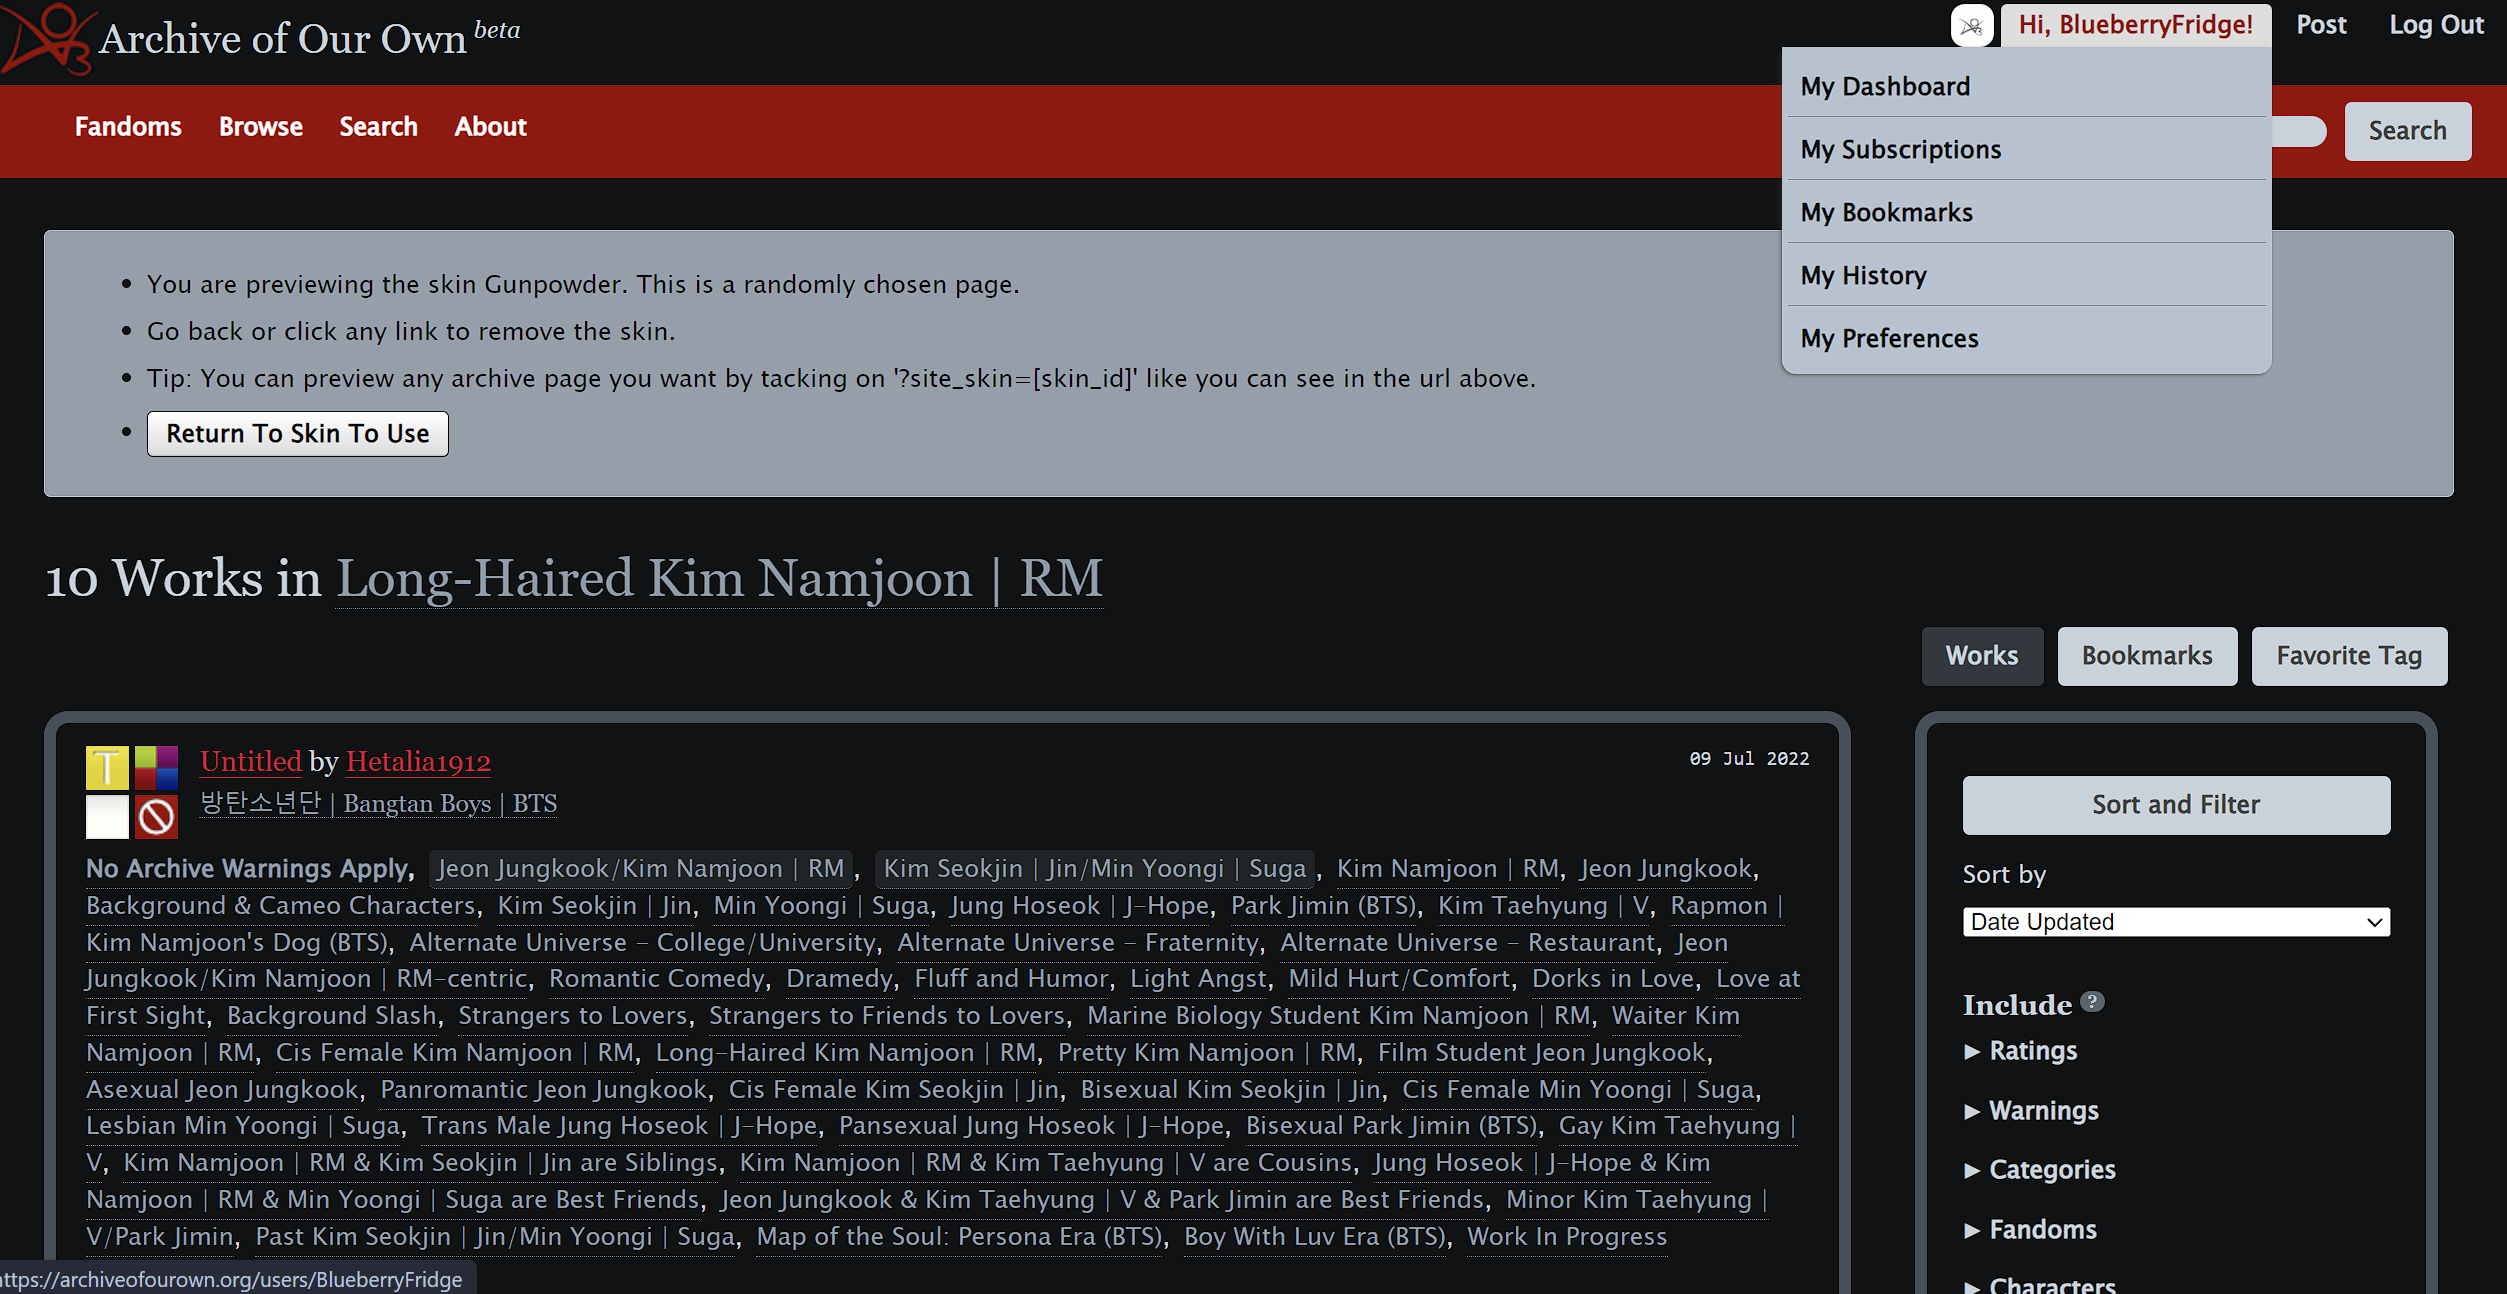 Archive of Our Own beta
Hi, BlueberryFridge!
Post
Log Out
My Dashboard
My Subscriptions
My Bookmarks
My History
My Preferences
Fandoms
Browse
Search
About
Search
You are previewing the skin Gunpowder. This is a randomly chosen page.
Go back or click any link to remove the skin.
Tip: You can preview any archive page you want by tacking on '?site_skin=[skin_id]' like you can see in the url above.
Return To Skin To Use
10 Works in Long-Haired Kim Namjoon | RM
Works
Bookmarks
Favorite Tag
T
Untitled by Hetalia1912
09 Jul 2022
방탄소년단 | Bangtan Boys | BTS
No Archive Warnings Apply, Jeon Jungkook/Kim Namjoon | RM, Kim Seokjin | Jin/Min Yoongi | Suga, Kim Namjoon | RM, Jeon Jungkook,
Background & Cameo Characters, Kim Seokjin | Jin, Min Yoongi | Suga, Jung Hoseok | J-Hope, Park Jimin (BTS), Kim Taehyung | V, Rapmon |
Kim Namjoon's Dog (BTS), Alternate Universe - College/University, Alternate Universe - Fraternity, Alternate Universe - Restaurant, Jeon
Jungkook/Kim Namjoon | RM-centric, Romantic Comedy, Dramedy, Fluff and Humor, Light Angst, Mild Hurt/Comfort, Dorks in Love, Love at
First Sight, Background Slash, Strangers to Lovers, Strangers to Friends to Lovers, Marine Biology Student Kim Namjoon | RM, Waiter Kim
Namjoon | RM, Cis Female Kim Namjoon | RM, Long-Haired Kim Namjoon | RM, Pretty Kim Namjoon | RM, Film Student Jeon Jungkook,
Asexual Jeon Jungkook, Panromantic Jeon Jungkook, Cis Female Kim Seokjin | Jin, Bisexual Kim Seokjin | Jin, Cis Female Min Yoongi | Suga,
Lesbian Min Yoongi | Suga, Trans Male Jung Hoseok | J-Hope, Pansexual Jung Hoseok | J-Hope, Bisexual Park Jimin (BTS), Gay Kim Taehyung |
V, Kim Namjoon | RM & Kim Seokjin | Jin are Siblings, Kim Namjoon | RM & Kim Taehyung | V are Cousins, Jung Hoseok | J-Hope & Kim
Namjoon | RM & Min Yoongi | Suga are Best Friends, Jeon Jungkook & Kim Taehyung | V & Park Jimin are Best Friends, Minor Kim Taehyung |
V/Park Jimin, Past Kim Seokjin | Jin/Min Yoongi | Suga, Map of the Soul: Persona Era (BTS), Boy With Luv Era (BTS), Work In Progress
Sort and Filter
Sort by
Date Updated
Include ?
Ratings
Warnings
Categories
Fandoms
Characters
https://archiveofourown.org/users/BlueberryFridge